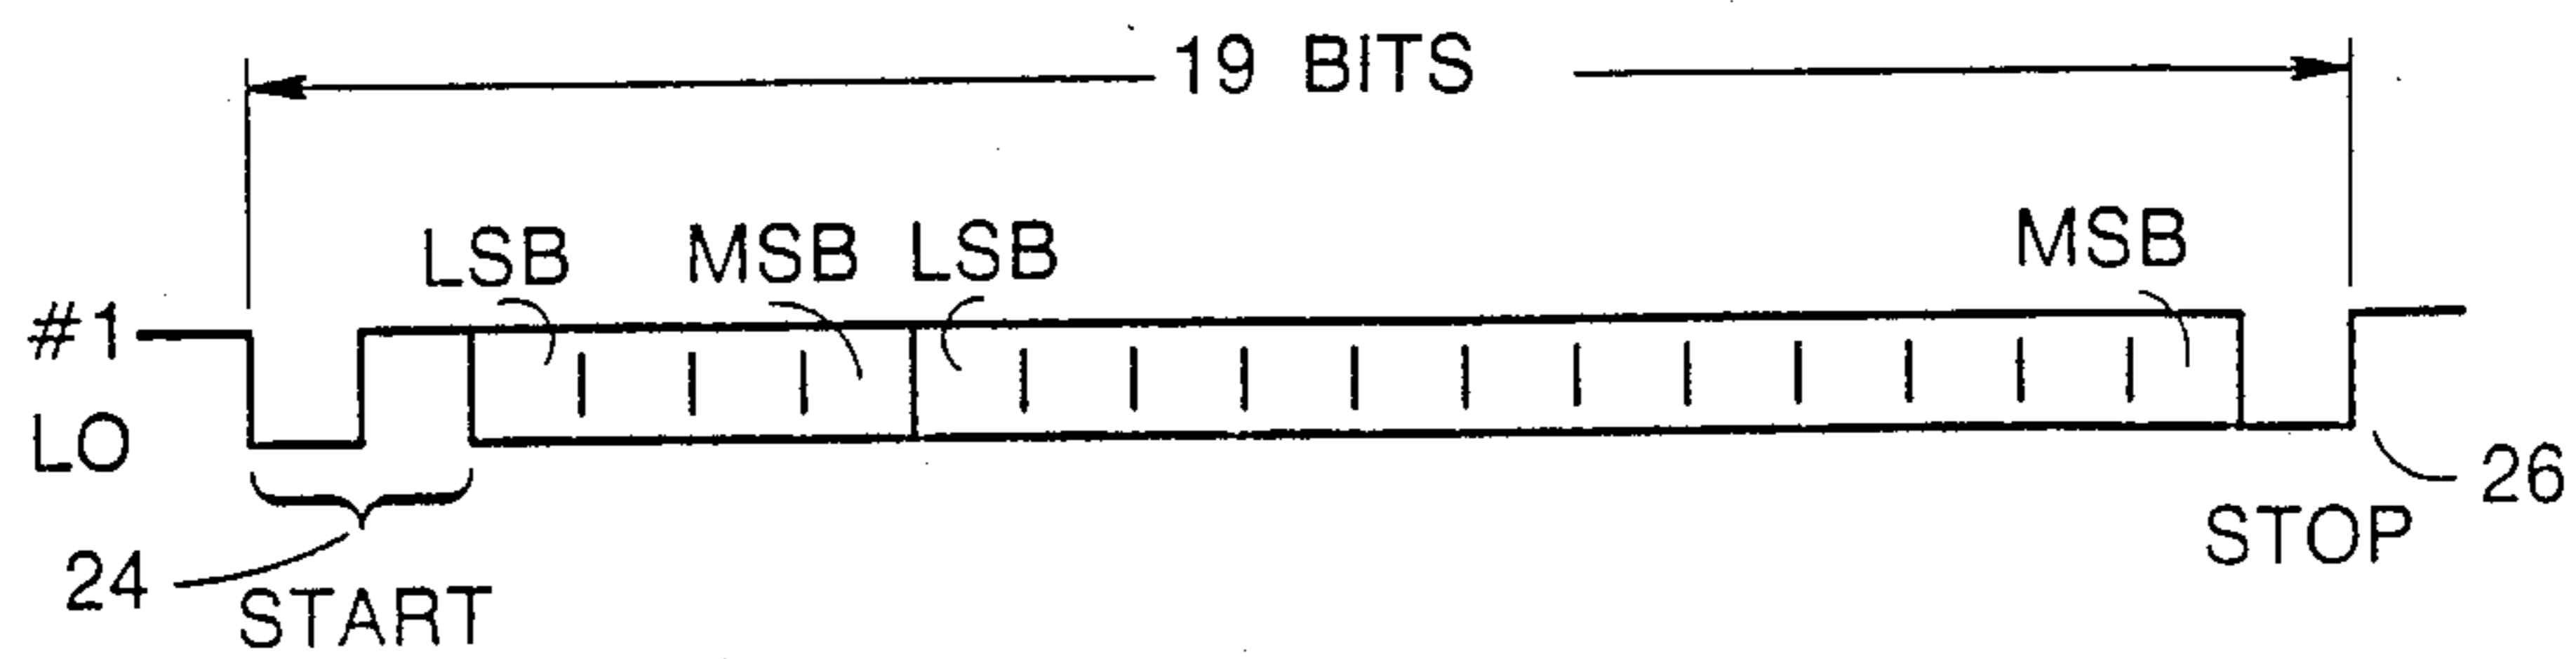 19 BITS
LSB MSB LSB MSB
#1
LO
26
STOP
24
START